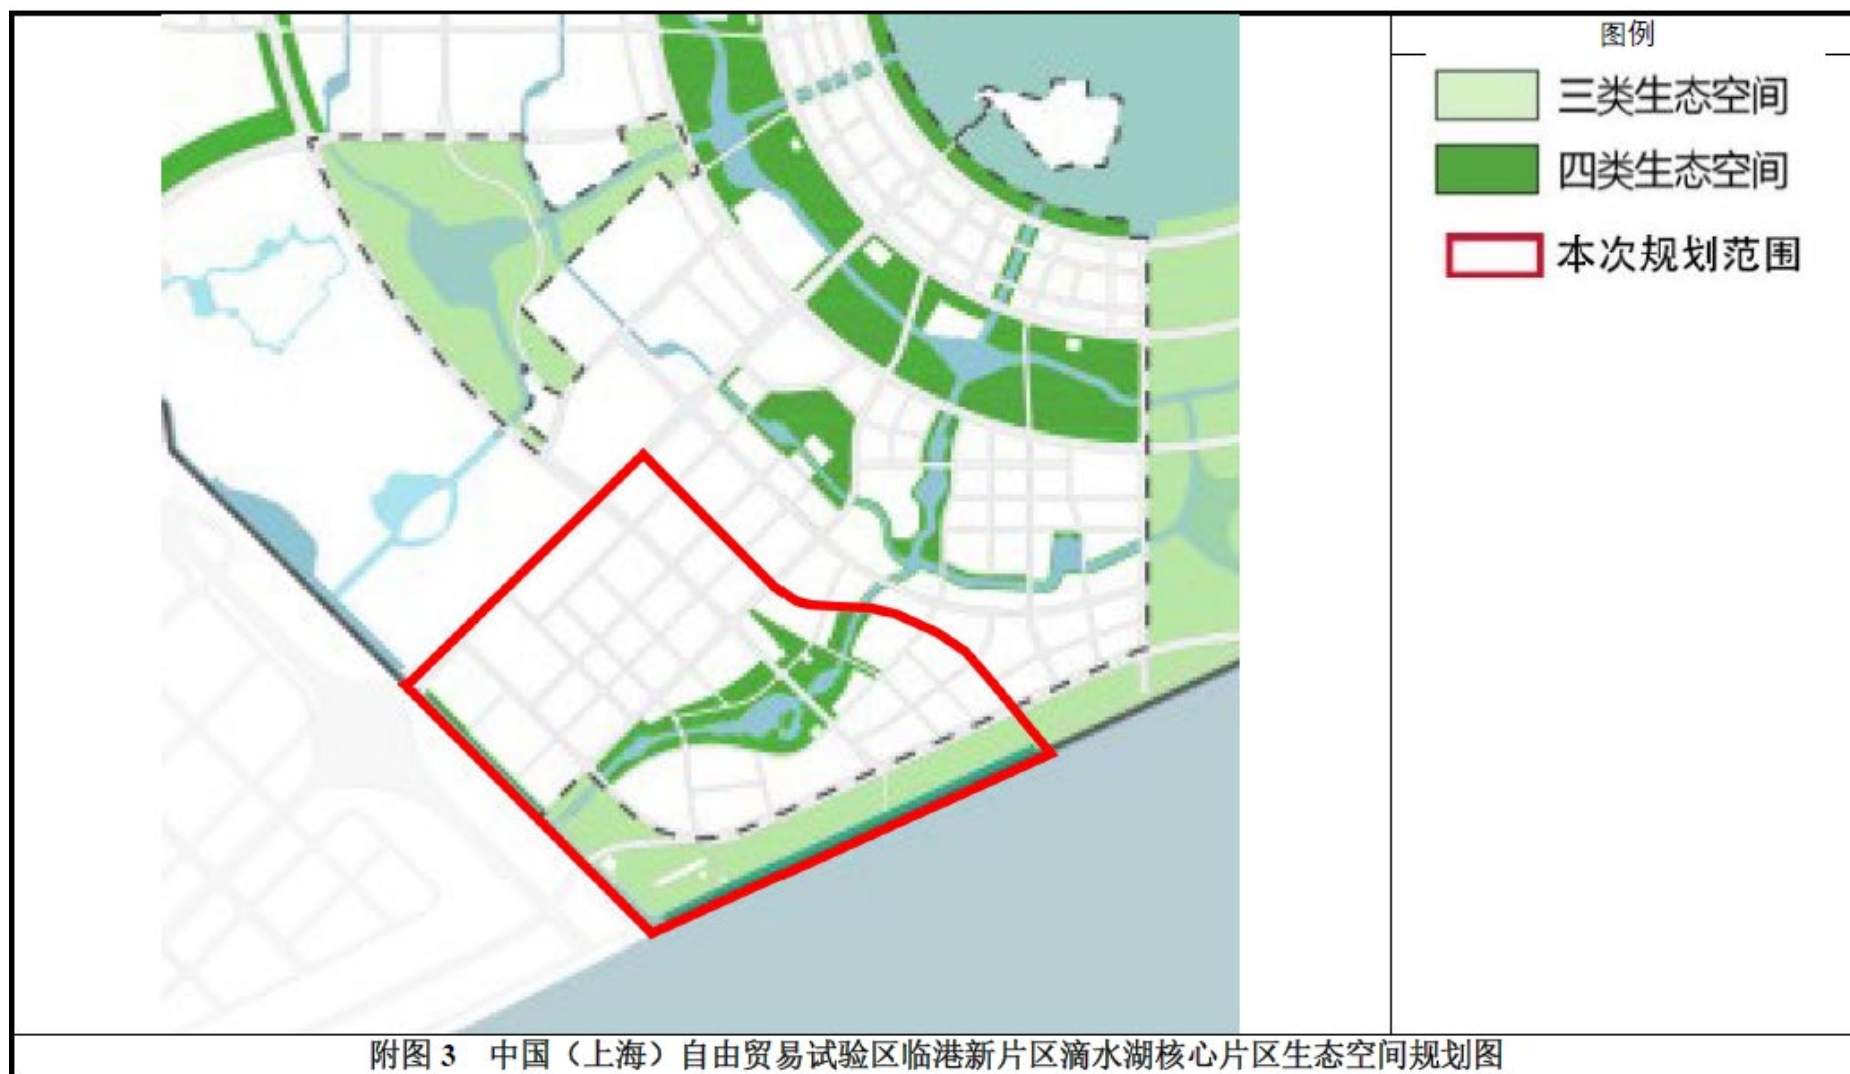 图例
三类生态空间
四类生态空间
本次规划范围
附图 3 中国（上海）自由贸易试验区临港新片区滴水湖核心片区生态空间规划图